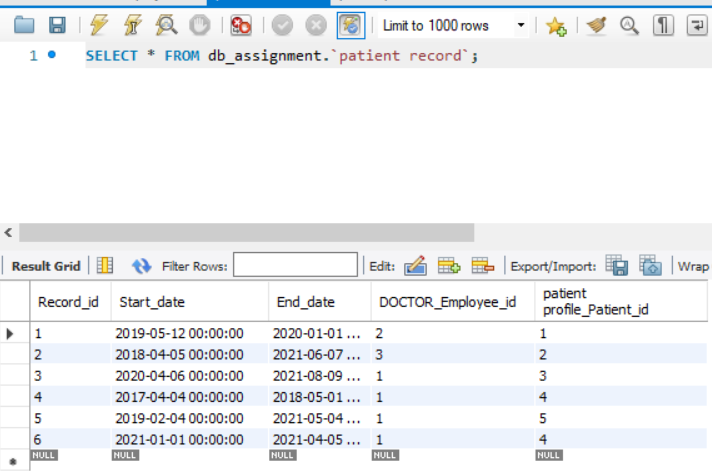 Limit to 1000 rows
1 SELECT * FROM db_assignment.`patient record`;
Result Grid Filter Rows: Edit: Export/Import: Wrap
Record_id Start_date End_date DOCTOR_Employee_id patient
profile_Patient_id
1 2019-05-12 00:00:00 2020-01-01 ... 2 1
2 2018-04-05 00:00:00 2021-06-07 ... 3 2
3 2020-04-06 00:00:00 2021-08-09 ... 1 3
4 2017-04-04 00:00:00 2018-05-01 ... 1 4
5 2019-02-04 00:00:00 2021-05-04 ... 1 5
6 2021-01-01 00:00:00 2021-04-05 ... 1 4
NULL NULL NULL NULL NULL